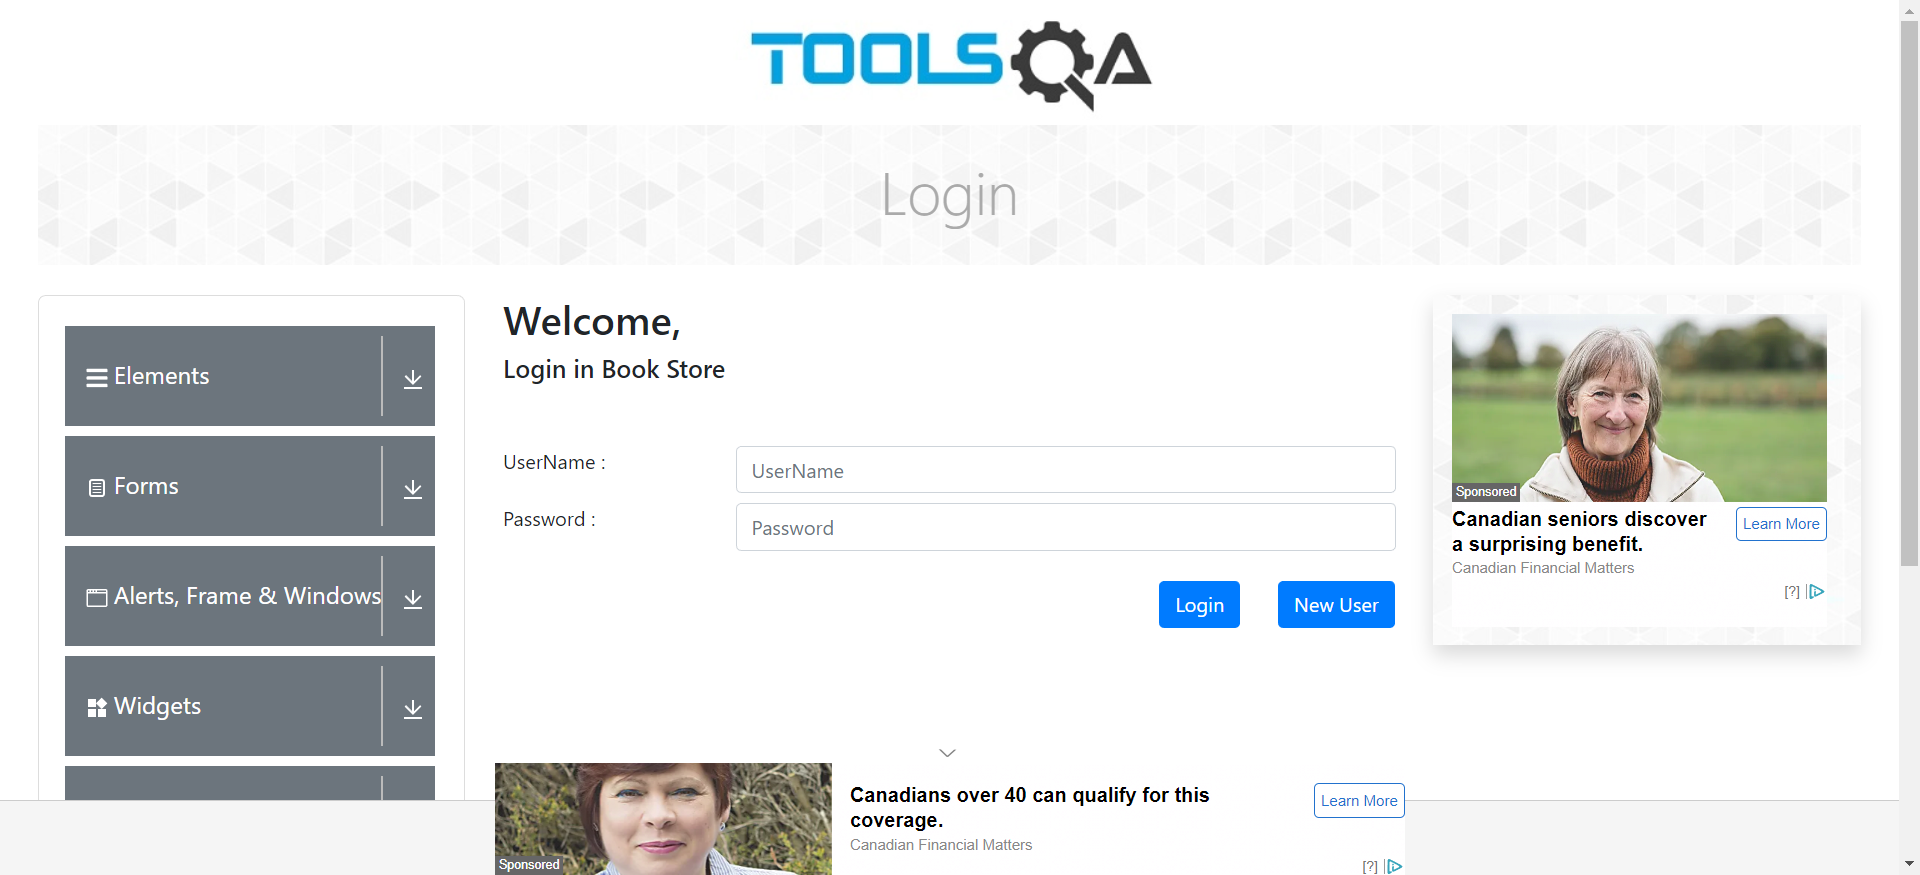 TOOLSQA
Login
Elements
Forms
Alerts, Frame & Windows
Widgets
Welcome,
Login in Book Store
UserName :
UserName
Password :
Password
Login
New User
Sponsored
Canadian seniors discover
a surprising benefit.
Learn More
Canadian Financial Matters
[?]
Sponsored
Canadians over 40 can qualify for this
coverage.
Learn More
Canadian Financial Matters
[?]